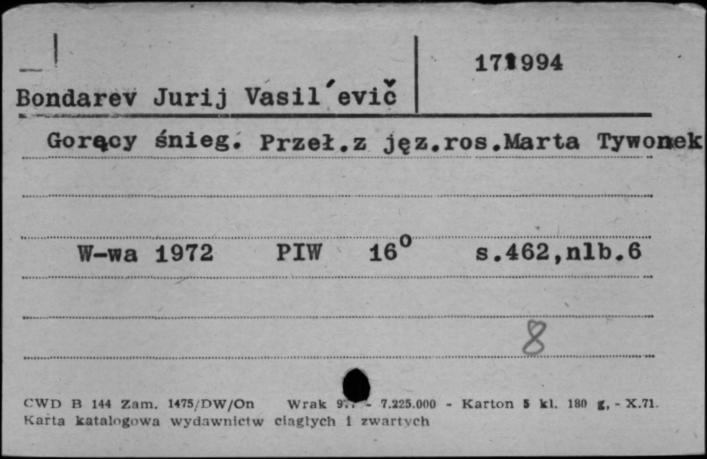 171994
Bondarev Jurij Vasil´evič
Gorący śnieg. Przeł.z jęz.ros.Marta Tywonek
W-wa 1972 PIW 16° s.462,nlb.6
8
CWD B 144 Zam. 1475/DW/On Wrak - 7.225.000 - Karton 5 kl. 180 g, - X.71.
Karta katalogowa wydawnictw ciągłych i zwartych